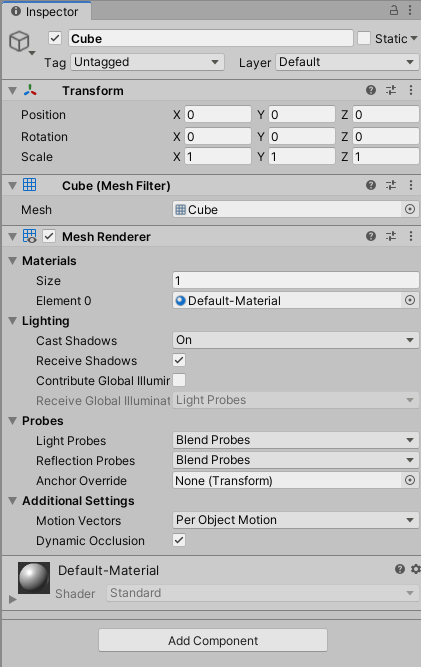 Inspector
Cube Static
Tag Untagged Layer Default
Transform
Position X 0 Y 0 Z 0
Rotation X 0 Y 0 Z 0
Scale X 1 Y 1 Z 1
Cube (Mesh Filter)
Mesh Cube
Mesh Renderer
Materials
Size 1
Element 0 Default-Material
Lighting
Cast Shadows On
Receive Shadows
Contribute Global Illumir
Receive Global Illuminat Light Probes
Probes
Light Probes Blend Probes
Reflection Probes Blend Probes
Anchor Override None (Transform)
Additional Settings
Motion Vectors Per Object Motion
Dynamic Occlusion
Default-Material
Shader Standard
Add Component